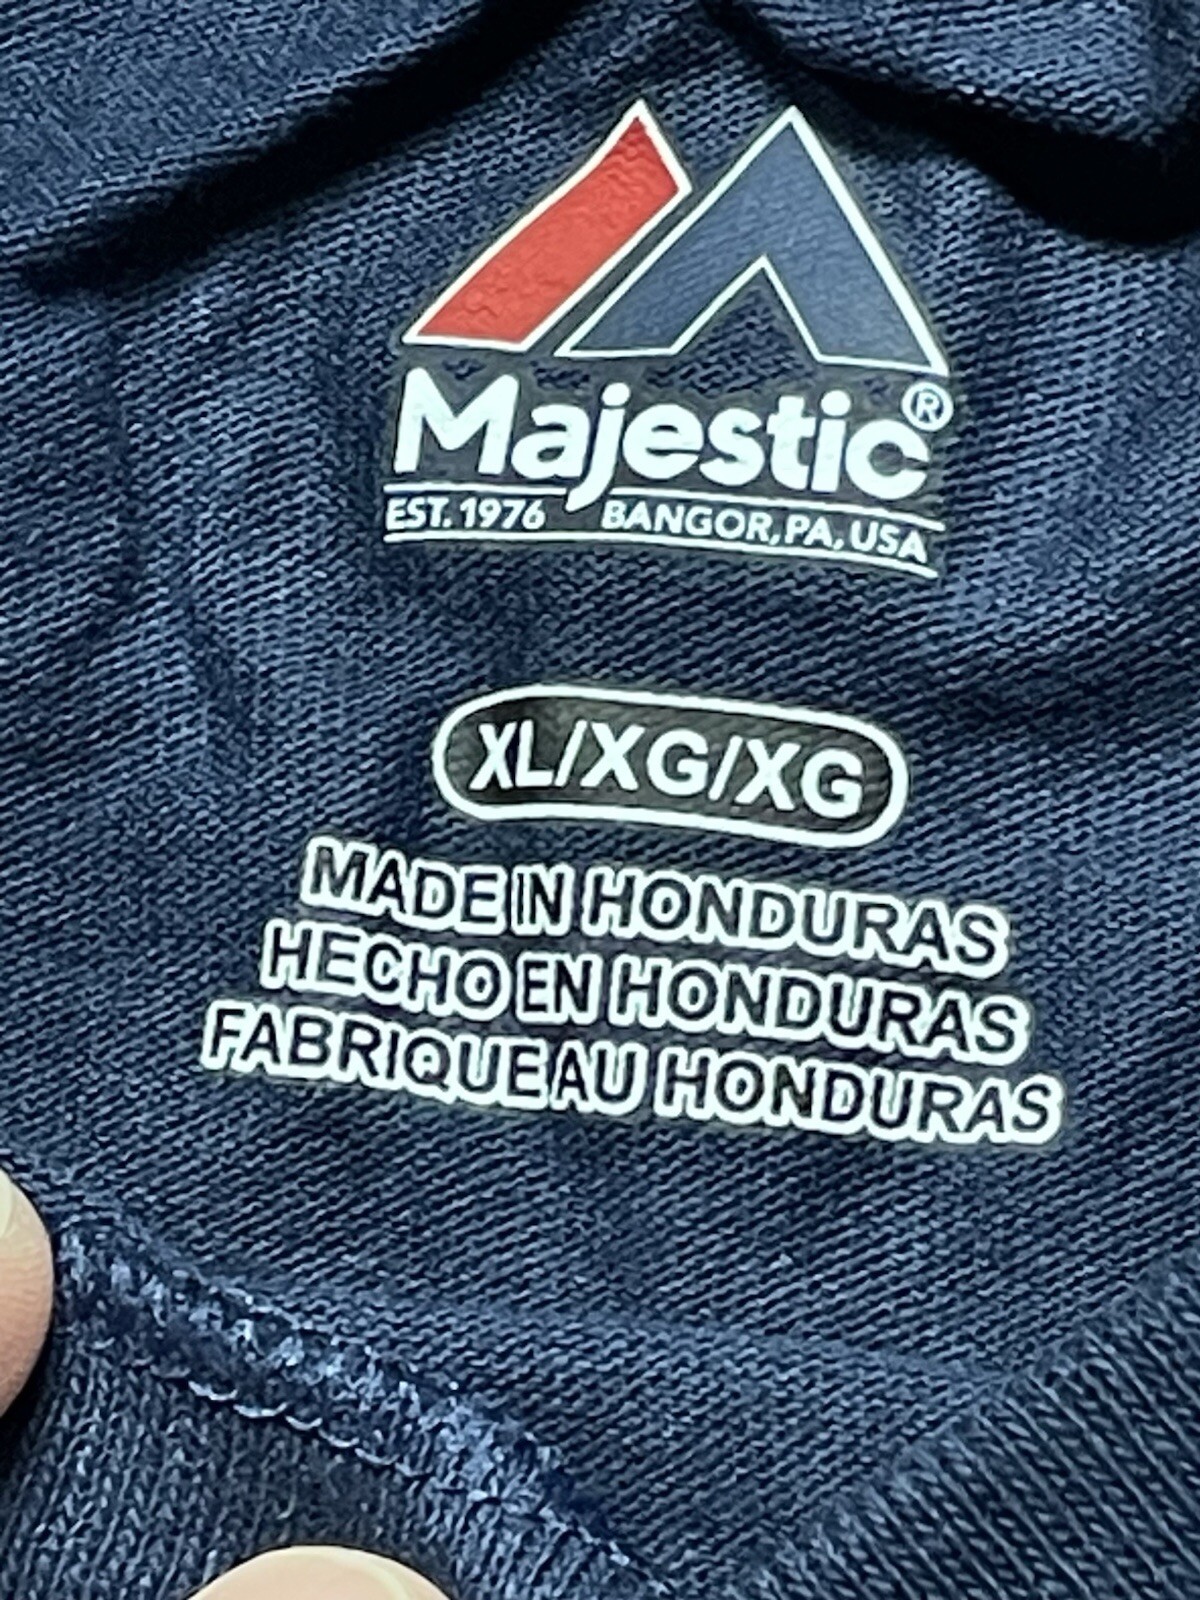 Majestic®
EST. 1976 BANGOR, PA, USA
XL/XG/XG
MADE IN HONDURAS
HECHO EN HONDURAS
FABRIQUE AU HONDURAS